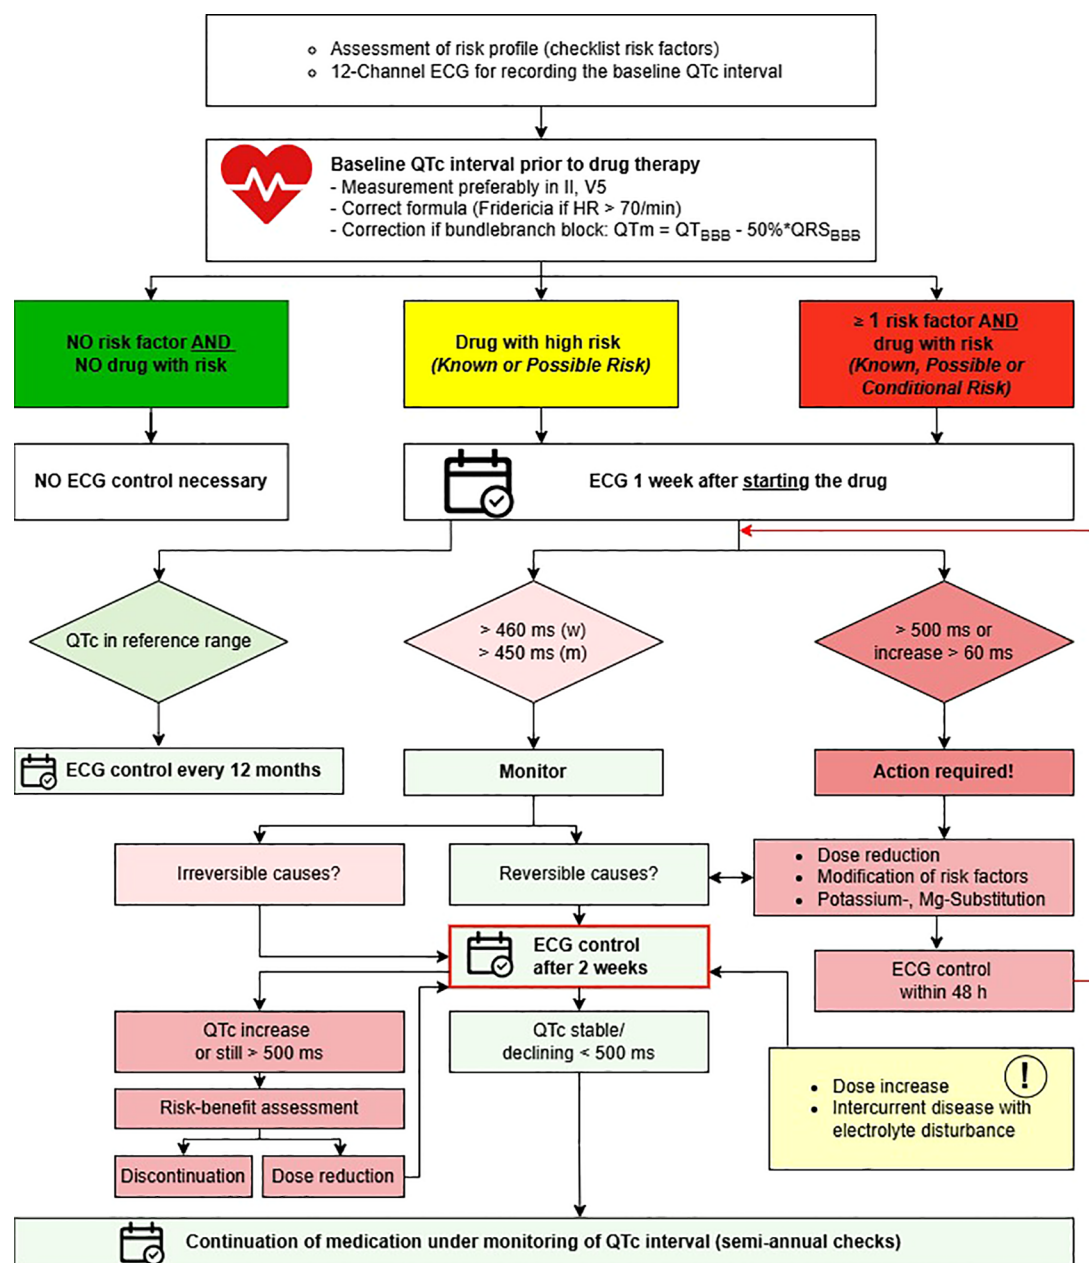 Assessment of risk profile (checklist risk factors)
12-Channel ECG for recording the baseline QTc interval
Baseline QTc interval prior to drug therapy
- Measurement preferably in II, V5
- Correct formula (Fridericia if HR > 70/min)
- Correction if bundlebranch block: QTm = QT_BBB - 50%*QRS_BBB
NO risk factor AND
NO drug with risk
Drug with high risk
(Known or Possible Risk)
≥ 1 risk factor AND
drug with risk
(Known, Possible or
Conditional Risk)
NO ECG control necessary
ECG 1 week after starting the drug
QTc in reference range
> 460 ms (w)
> 450 ms (m)
> 500 ms or
increase > 60 ms
ECG control every 12 months
Monitor
Action required!
Irreversible causes?
Reversible causes?
Dose reduction
Modification of risk factors
Potassium-, Mg-Substitution
ECG control
after 2 weeks
ECG control
within 48 h
QTc increase
or still > 500 ms
QTc stable/
declining < 500 ms
!
Dose increase
Intercurrent disease with
electrolyte disturbance
Risk-benefit assessment
Discontinuation
Dose reduction
Continuation of medication under monitoring of QTc interval (semi-annual checks)